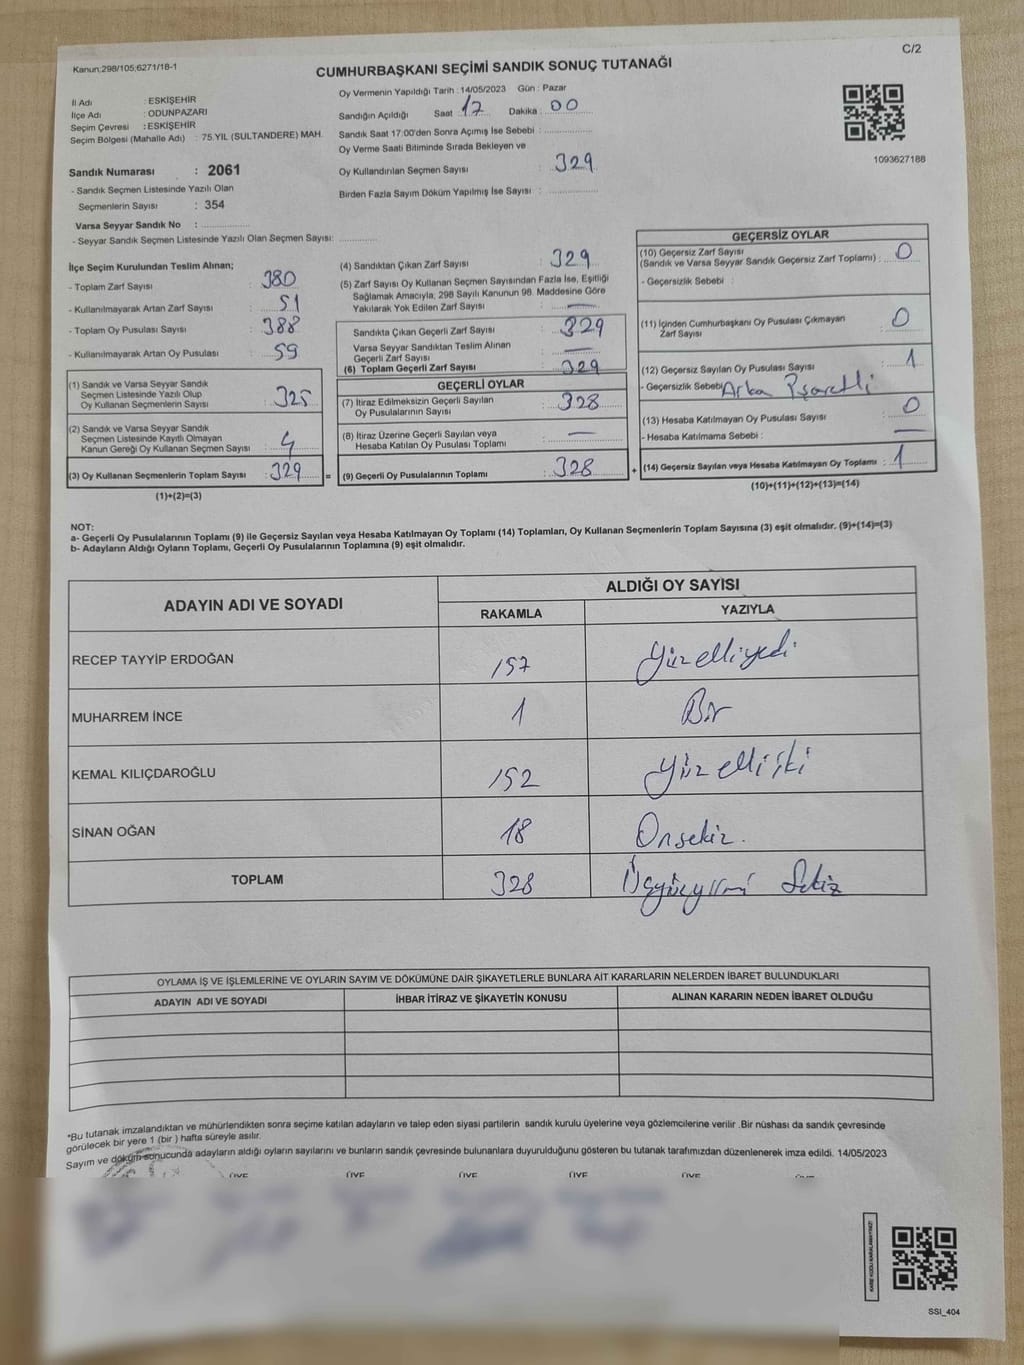 Kanun;298/105;6271/18-1
C/2
CUMHURBAŞKANI SEÇİMİ SANDIK SONUÇ TUTANAĞI
İl Adı : ESKİŞEHİR
İlçe Adı : ODUNPAZARI
Seçim Çevresi : ESKİŞEHİR
Seçim Bölgesi (Mahalle Adı) : 75.YIL (SULTANDERE) MAH.
Sandık Numarası : 2061
- Sandık Seçmen Listesinde Yazılı Olan
Seçmenlerin Sayısı : 354
Varsa Seyyar Sandık No :
- Seyyar Sandık Seçmen Listesinde Yazılı Olan Seçmen Sayısı:
Oy Vermenin Yapıldığı Tarih : 14/05/2023 Gün : Pazar
Sandığın Açıldığı Saat 17 Dakika : 00
Sandık Saat 17:00'den Sonra Açımış İse Sebebi :
Oy Verme Saati Bitiminde Sırada Bekleyen ve
Oy Kullandırılan Seçmen Sayısı : 329
Birden Fazla Sayım Döküm Yapılmış İse Sayısı :
1093627188
İlçe Seçim Kurulundan Teslim Alınan;
- Toplam Zarf Sayısı : 380
- Kullanılmayarak Artan Zarf Sayısı : 51
- Toplam Oy Pusulası Sayısı : 388
- Kullanılmayarak Artan Oy Pusulası : 59
(1) Sandık ve Varsa Seyyar Sandık
Seçmen Listesinde Yazılı Olup
Oy Kullanan Seçmenlerin Sayısı : 325
(2) Sandık ve Varsa Seyyar Sandık
Seçmen Listesinde Kayıtlı Olmayan
Kanun Gereği Oy Kullanan Seçmen Sayısı : 4
(3) Oy Kullanan Seçmenlerin Toplam Sayısı : 329 =
(1)+(2)=(3)
(4) Sandıktan Çıkan Zarf Sayısı : 329
(5) Zarf Sayısı Oy Kullanan Seçmen Sayısından Fazla İse, Eşitliği
Sağlamak Amacıyla, 298 Sayılı Kanunun 98. Maddesine Göre
Yakılarak Yok Edilen Zarf Sayısı : —
Sandıkta Çıkan Geçerli Zarf Sayısı : 329
Varsa Seyyar Sandıktan Teslim Alınan
Geçerli Zarf Sayısı : —
(6) Toplam Geçerli Zarf Sayısı : 329
GEÇERLİ OYLAR
(7) İtiraz Edilmeksizin Geçerli Sayılan
Oy Pusulalarının Sayısı : 328
(8) İtiraz Üzerine Geçerli Sayılan veya
Hesaba Katılan Oy Pusulası Toplamı : —
(9) Geçerli Oy Pusulalarının Toplamı : 328 +
GEÇERSİZ OYLAR
(10) Geçersiz Zarf Sayısı
(Sandık ve Varsa Seyyar Sandık Geçersiz Zarf Toplamı) : 0
- Geçersizlik Sebebi :
(11) İçinden Cumhurbaşkanı Oy Pusulası Çıkmayan
Zarf Sayısı : 0
(12) Geçersiz Sayılan Oy Pusulası Sayısı : 1
- Geçersizlik Sebebi : Arka İşaretli
(13) Hesaba Katılmayan Oy Pusulası Sayısı : 0
- Hesaba Katılmama Sebebi : —
(14) Geçersiz Sayılan veya Hesaba Katılmayan Oy Toplamı : 1
(10)+(11)+(12)+(13)=(14)
NOT:
a- Geçerli Oy Pusulalarının Toplamı (9) ile Geçersiz Sayılan veya Hesaba Katılmayan Oy Toplamı (14) Toplamları, Oy Kullanan Seçmenlerin Toplam Sayısına (3) eşit olmalıdır. (9)+(14)=(3)
b- Adayların Aldığı Oyların Toplamı, Geçerli Oy Pusulalarının Toplamına (9) eşit olmalıdır.
ADAYIN ADI VE SOYADI
ALDIĞI OY SAYISI
RAKAMLA YAZIYLA
RECEP TAYYİP ERDOĞAN 157 Yüzelliyedi
MUHARREM İNCE 1 Bir
KEMAL KILIÇDAROĞLU 152 Yüzelliiki
SİNAN OĞAN 18 Onsekiz.
TOPLAM 328 Üçyüzyirmi Sekiz
OYLAMA İŞ VE İŞLEMLERİNE VE OYLARIN SAYIM VE DÖKÜMÜNE DAİR ŞİKAYETLERLE BUNLARA AİT KARARLARIN NELERDEN İBARET BULUNDUKLARI
ADAYIN ADI VE SOYADI İHBAR İTİRAZ VE ŞİKAYETİN KONUSU ALINAN KARARIN NEDEN İBARET OLDUĞU
*Bu tutanak imzalandıktan ve mühürlendikten sonra seçime katılan adayların ve talep eden siyasi partilerin sandık kurulu üyelerine veya gözlemcilerine verilir .Bir nüshası da sandık çevresinde
görülecek bir yere 1 (bir ) hafta süreyle asılır.
Sayım ve döküm sonucunda adayların aldığı oyların sayılarını ve bunların sandık çevresinde bulunanlara duyurulduğunu gösteren bu tutanak tarafımızdan düzenlenerek imza edildi. 14/05/2023
ÜYE ÜYE ÜYE ÜYE ÜYE
KARE KODU KARALAMAYINIZ!
SSI_404